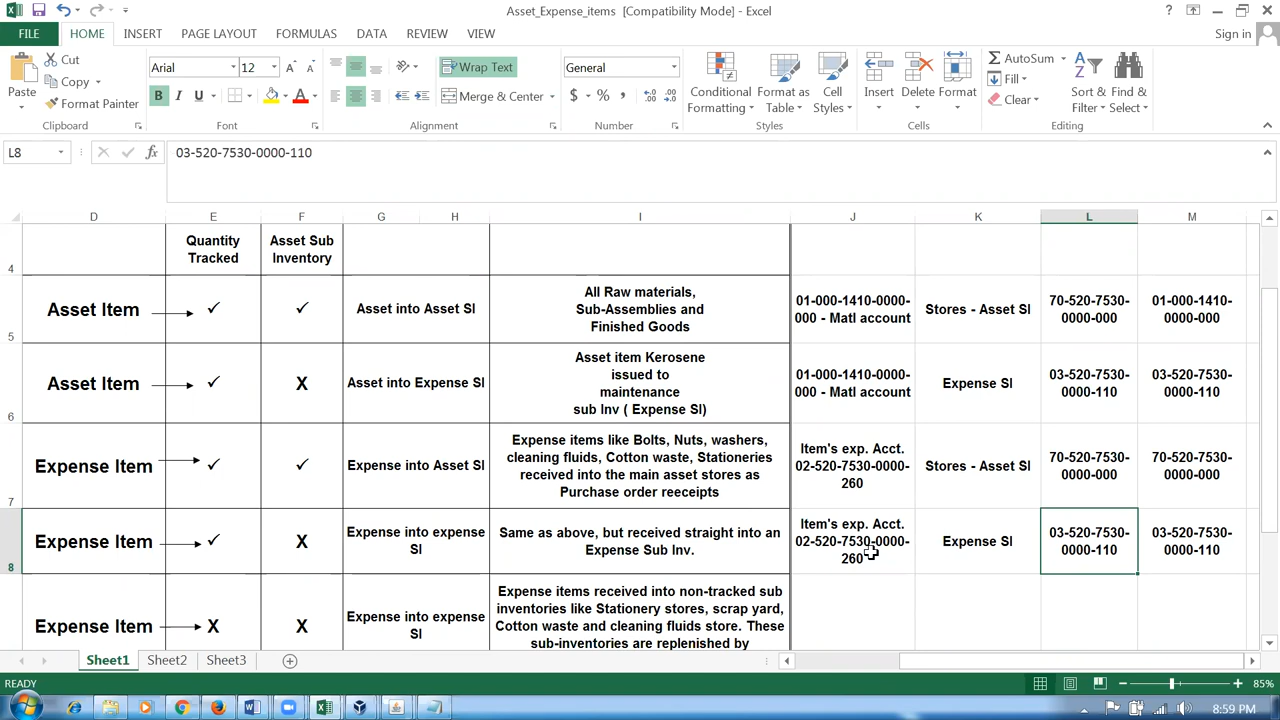 Asset_Expense_items [Compatibility Mode] - Excel
FILE HOME INSERT PAGE LAYOUT FORMULAS DATA REVIEW VIEW Sign in
Paste
Cut
Copy
Format Painter
Clipboard
Arial 12
B I U
Font
Wrap Text
Merge & Center
Alignment
General
$ % ,
Number
Conditional
Formatting
Format as
Table
Cell
Styles
Styles
Insert
Delete
Format
Cells
AutoSum
Fill
Clear
Sort &
Filter
Find &
Select
Editing
L8
fx
03-520-7530-0000-110
D E F G H I J K L M
4
Quantity
Tracked
Asset Sub
Inventory
5
Asset Item
✓
✓
Asset into Asset SI
All Raw materials,
Sub-Assemblies and
Finished Goods
01-000-1410-0000-
000 - Matl account
Stores - Asset SI
70-520-7530-
0000-000
01-000-1410-
0000-000
6
Asset Item
✓
X
Asset into Expense SI
Asset item Kerosene
issued to
maintenance
sub Inv ( Expense SI)
01-000-1410-0000-
000 - Matl account
Expense SI
03-520-7530-
0000-110
03-520-7530-
0000-110
7
Expense Item
✓
✓
Expense into Asset SI
Expense items like Bolts, Nuts, washers,
cleaning fluids, Cotton waste, Stationeries
received into the main asset stores as
Purchase order reeceipts
Item's exp. Acct.
02-520-7530-0000-
260
Stores - Asset SI
70-520-7530-
0000-000
70-520-7530-
0000-000
8
Expense Item
✓
X
Expense into expense
SI
Same as above, but received straight into an
Expense Sub Inv.
Item's exp. Acct.
02-520-7530-0000-
260
Expense SI
03-520-7530-
0000-110
03-520-7530-
0000-110
Expense Item
X
X
Expense into expense
SI
Expense items received into non-tracked sub
inventories like Stationery stores, scrap yard,
Cotton waste and cleaning fluids store. These
sub-inventories are replenished by
Sheet1 Sheet2 Sheet3
READY
85%
8:59 PM